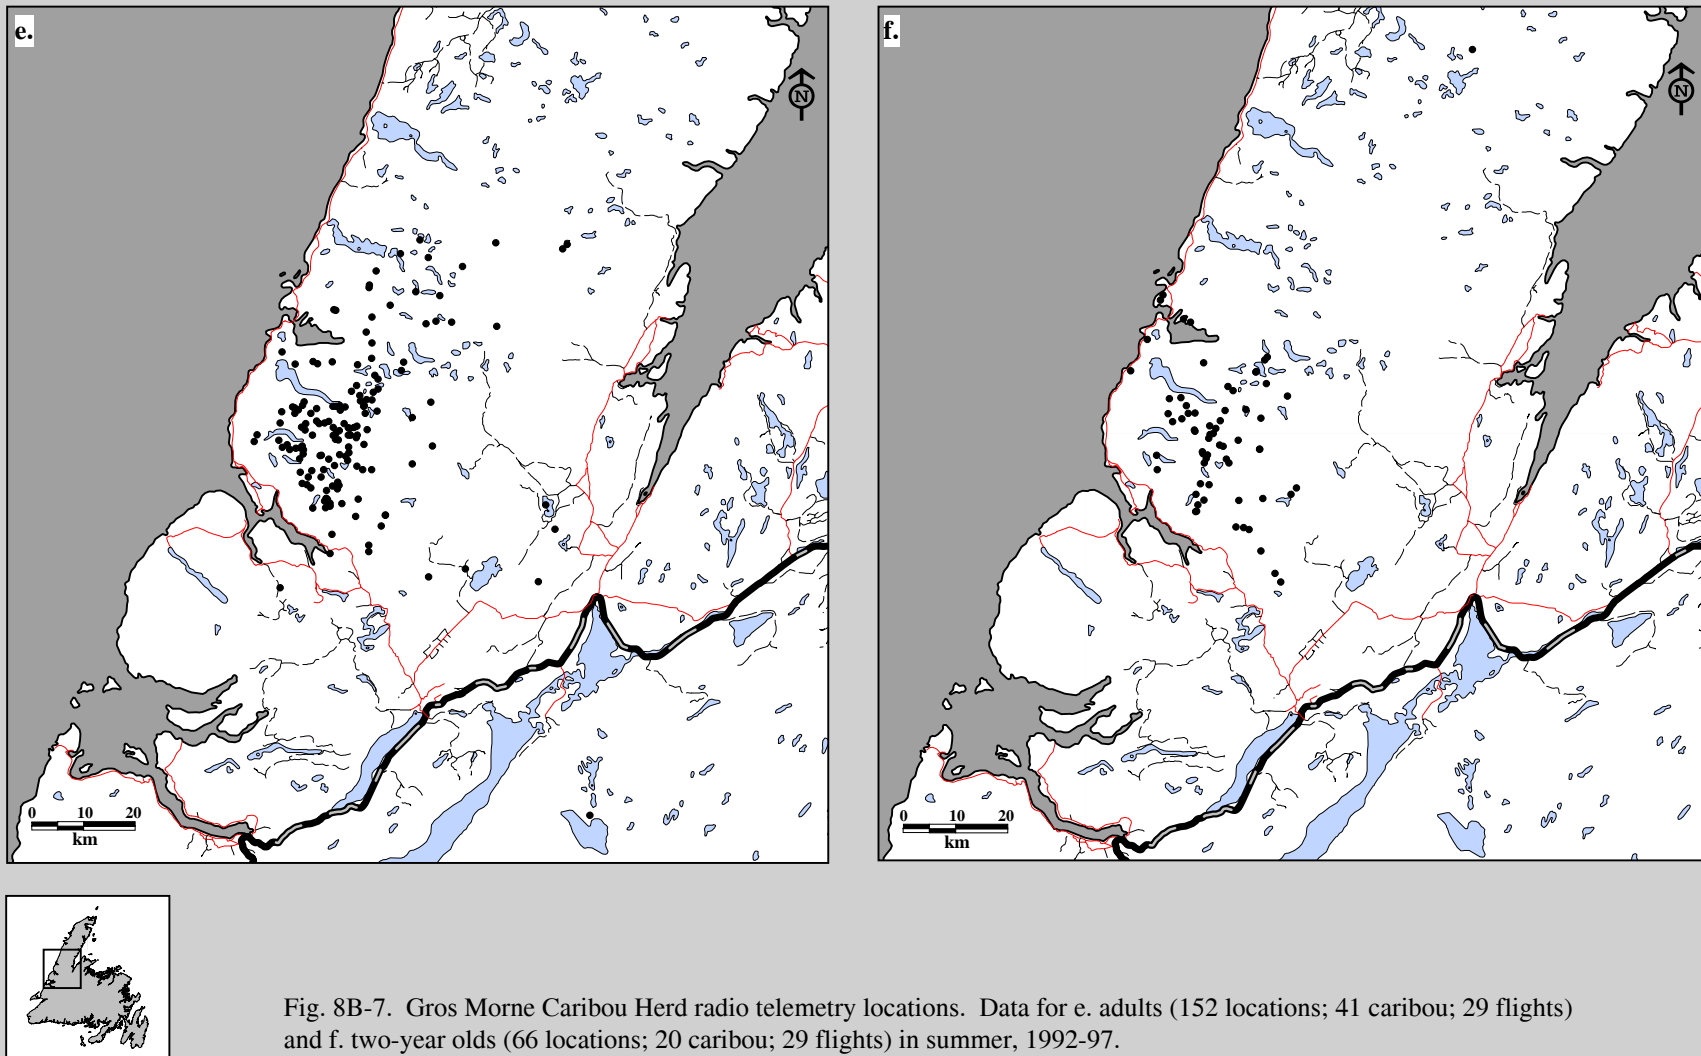 e.
f.
N
N
0 10 20
km
0 10 20
km
Fig. 8B-7. Gros Morne Caribou Herd radio telemetry locations. Data for e. adults (152 locations; 41 caribou; 29 flights)
and f. two-year olds (66 locations; 20 caribou; 29 flights) in summer, 1992-97.